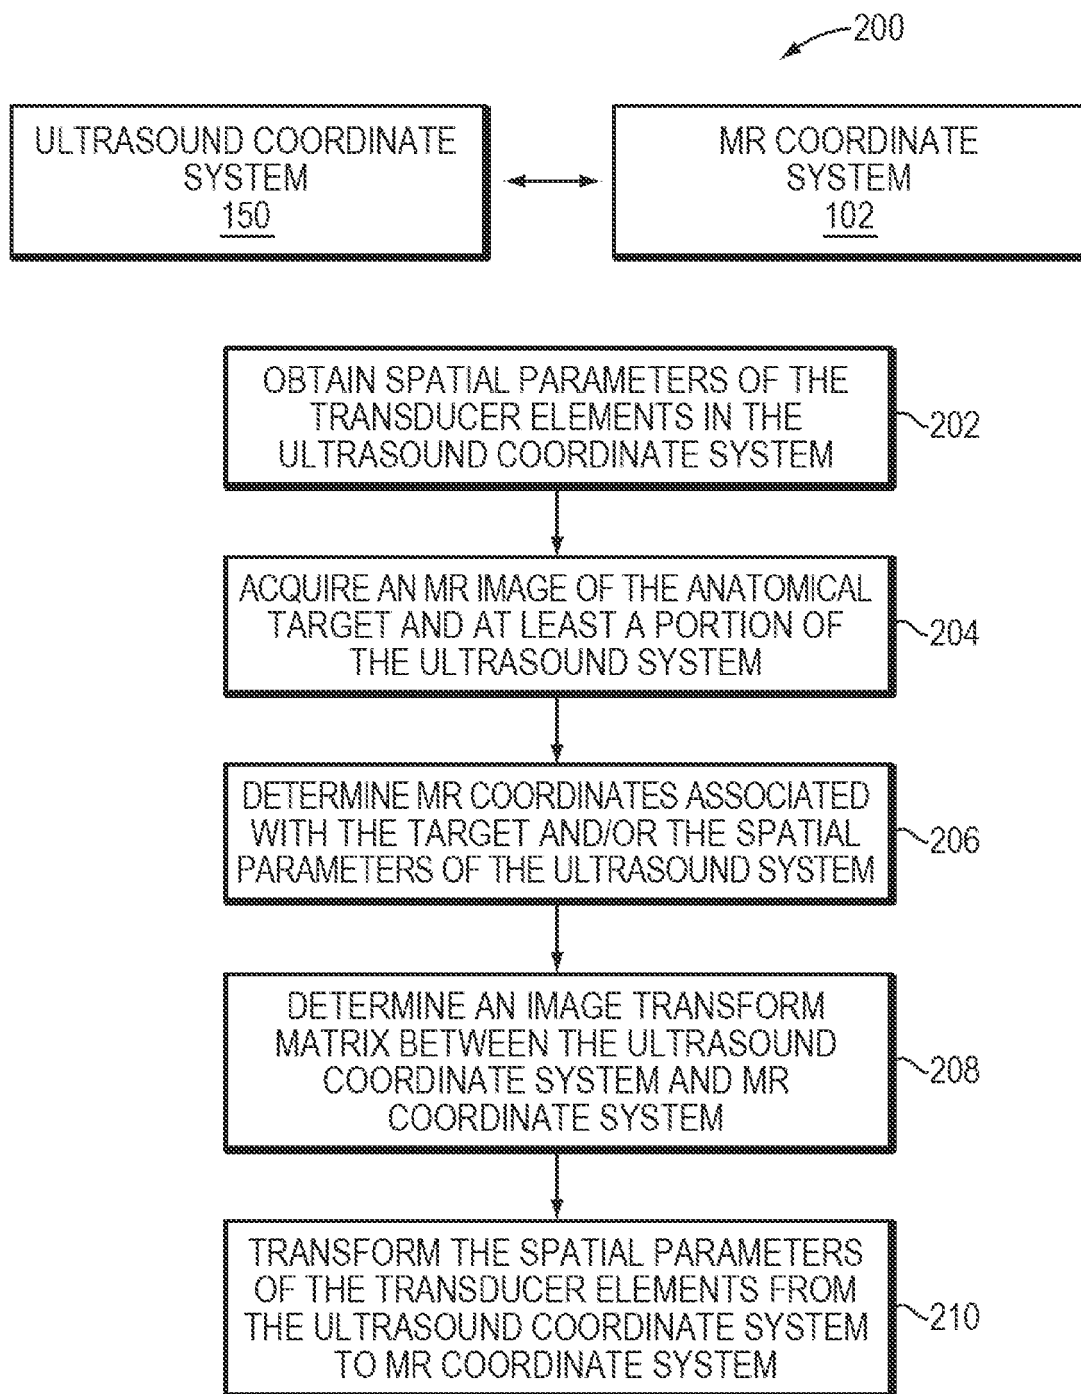 200
ULTRASOUND COORDINATE
SYSTEM
150
MR COORDINATE
SYSTEM
102
OBTAIN SPATIAL PARAMETERS OF THE
TRANSDUCER ELEMENTS IN THE
ULTRASOUND COORDINATE SYSTEM
202
ACQUIRE AN MR IMAGE OF THE ANATOMICAL
TARGET AND AT LEAST A PORTION OF
THE ULTRASOUND SYSTEM
204
DETERMINE MR COORDINATES ASSOCIATED
WITH THE TARGET AND/OR THE SPATIAL
PARAMETERS OF THE ULTRASOUND SYSTEM
206
DETERMINE AN IMAGE TRANSFORM
MATRIX BETWEEN THE ULTRASOUND
COORDINATE SYSTEM AND MR
COORDINATE SYSTEM
208
TRANSFORM THE SPATIAL PARAMETERS
OF THE TRANSDUCER ELEMENTS FROM
THE ULTRASOUND COORDINATE SYSTEM
TO MR COORDINATE SYSTEM
210